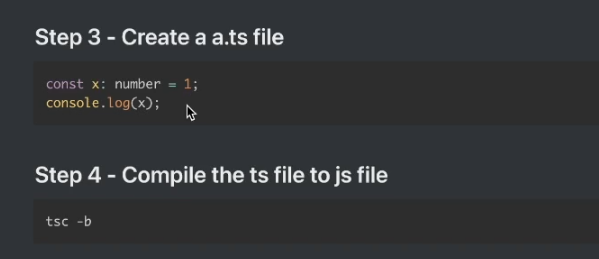 Step 3 - Create a a.ts file
const x: number = 1;
console.log(x);
Step 4 - Compile the ts file to js file
tsc -b